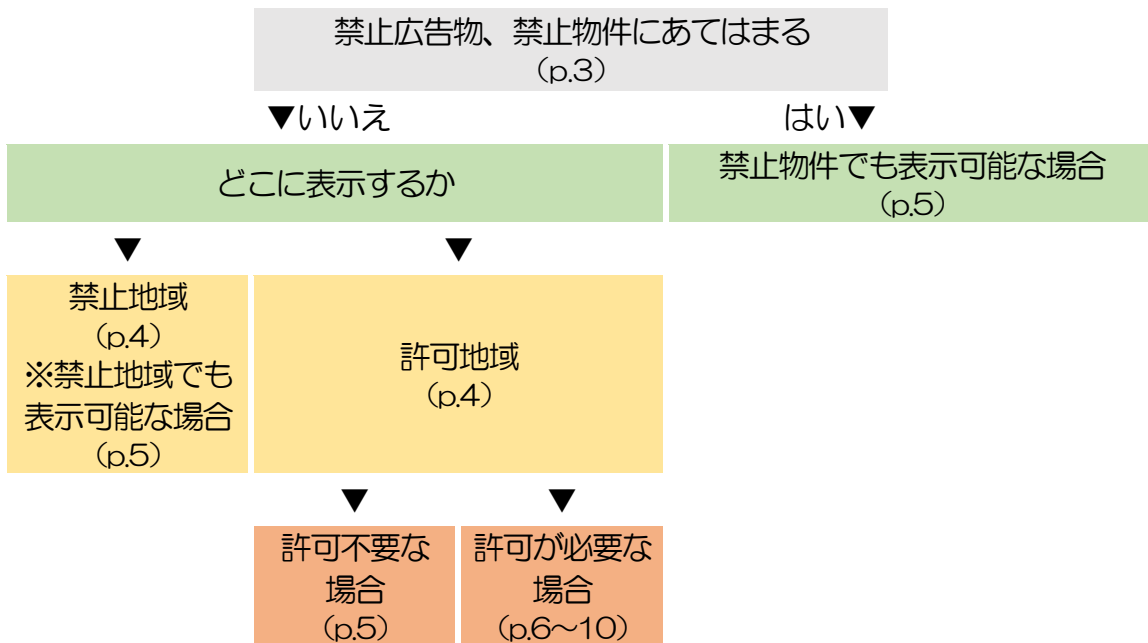 禁止広告物、禁止物件にあてはまる
（p.3）
▼いいえ
はい▼
どこに表示するか
禁止物件でも表示可能な場合
（p.5）
▼
▼
禁止地域
（p.4）
※禁止地域でも
表示可能な場合
（p.5）
許可地域
（p.4）
▼
▼
許可不要な
場合
（p.5）
許可が必要な
場合
（p.6～10）